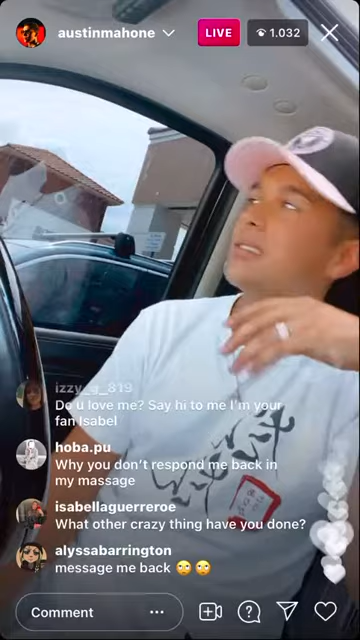 austinmahone
LIVE
1.032
izzy_g_819
Do u love me? Say hi to me I'm your
fan Isabel
hoba.pu
Why you don't respond me back in
my massage
isabellaguerreroe
What other crazy thing have you done?
alyssabarrington
message me back 🙄🙄
Comment